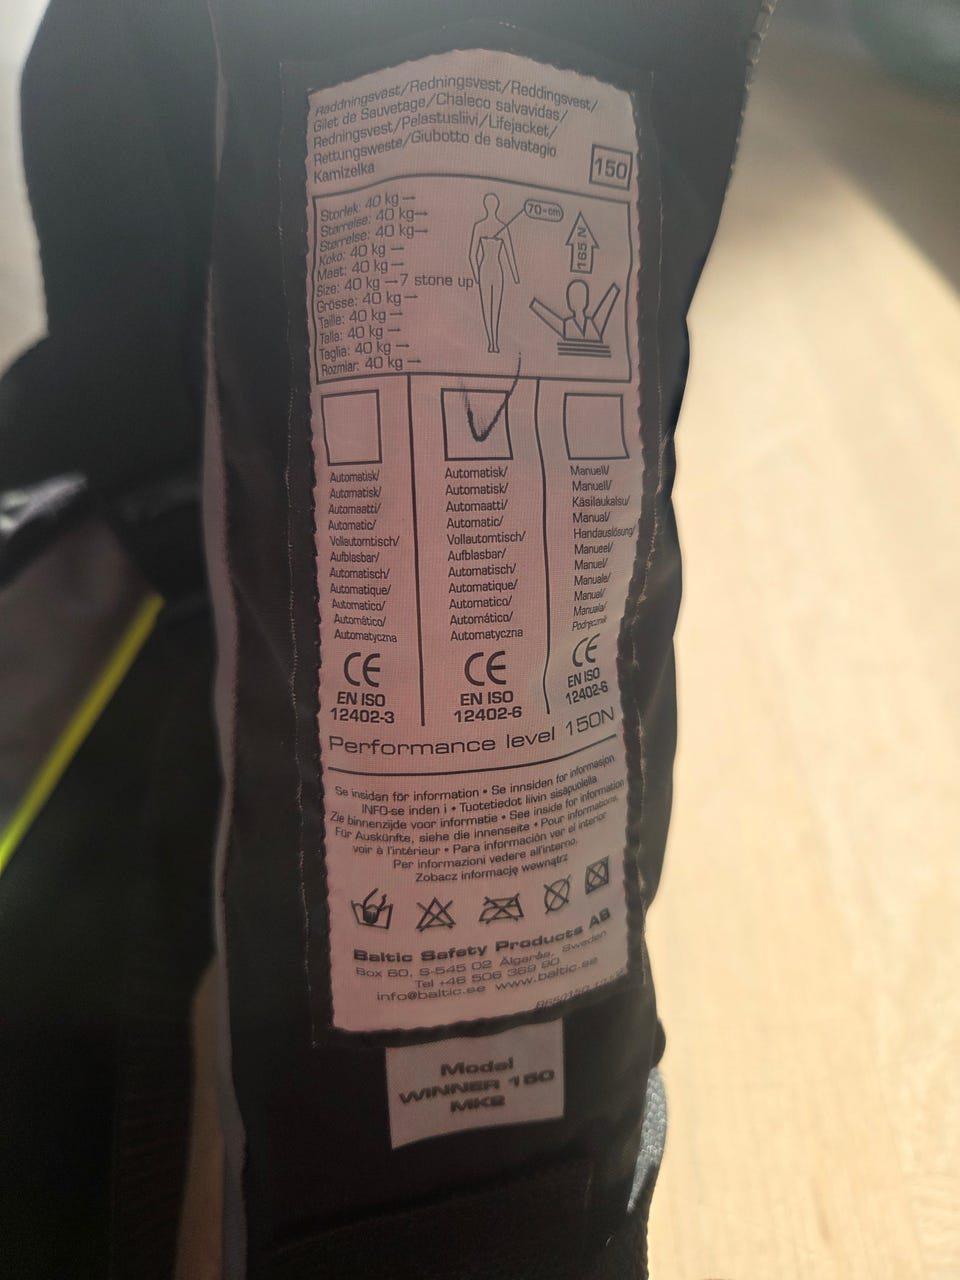 Räddningsväst/Redningsvest/Reddingsvest/
Gilet de Sauvetage/Chaleco salvavidas/
Redningsvest/Pelastusliivi/Lifejacket/
Rettungsweste/Giubotto de salvatagio
Kamizelka
150
Storlek: 40 kg→
Størrelse: 40 kg→
Størrelse: 40 kg→
Koko: 40 kg→
Maat: 40 kg→
Size: 40 kg→7 stone up
Grösse: 40 kg→
Taille: 40 kg→
Talla: 40 kg→
Taglia: 40 kg→
Rozmiar: 40 kg→
70-cm
165 N
Automatisk/
Automatisk/
Automaatti/
Automatic/
Vollautomtisch/
Aufblasbar/
Automatisch/
Automatique/
Automatico/
Automático/
Automatyczna
CE
EN ISO
12402-3
Automatisk/
Automatisk/
Automaatti/
Automatic/
Vollautomtisch/
Aufblasbar/
Automatisch/
Automatique/
Automatico/
Automático/
Automatyczna
CE
EN ISO
12402-6
Manuell/
Manuell/
Käsilaukalsu/
Manual/
Handauslösung/
Manueel/
Manuel/
Manuale/
Manual/
Manuale/
Podręcznik
CE
EN ISO
12402-6
Performance level 150N
Se insidan för information • Se innsiden for informasjon
INFO-se inden i • Tuotetiedot liivin sisäpuolella
Zie binnenzijde voor informatie • See inside for information
Für Auskünfte, siehe die innenseite • Pour informations,
voir à l'intérieur • Para información ver el interior
Per informazioni vedere all'interno,
Zobacz informację wewnątrz
Baltic Safety Products AB
Box 60, S-545 02 Älgarås, Sweden
Tel +46 506 369 90
info@baltic.se www.baltic.se
Model
WINNER 150
MK2